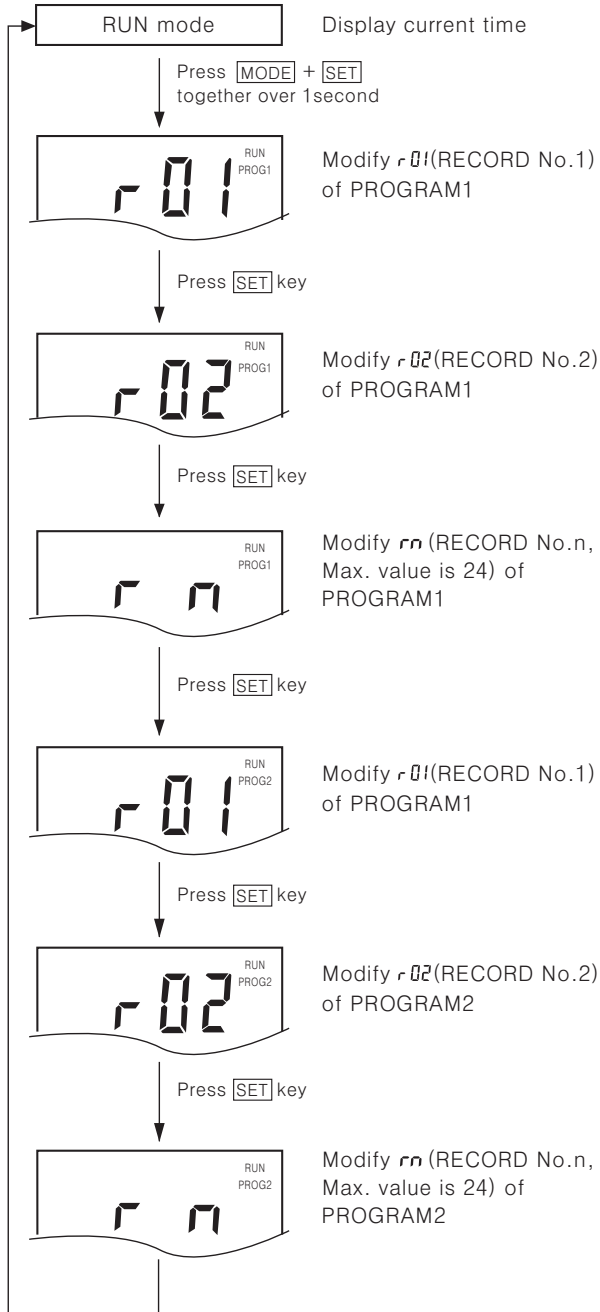 RUN mode
Display current time
Press MODE + SET
together over 1second
RUN
PROG1
r01
Modify r01(RECORD No.1)
of PROGRAM1
Press SET key
RUN
PROG1
r02
Modify r02(RECORD No.2)
of PROGRAM1
Press SET key
RUN
PROG1
r n
Modify rn (RECORD No.n,
Max. value is 24) of
PROGRAM1
Press SET key
RUN
PROG2
r01
Modify r01(RECORD No.1)
of PROGRAM1
Press SET key
RUN
PROG2
r02
Modify r02(RECORD No.2)
of PROGRAM2
Press SET key
RUN
PROG2
r n
Modify rn (RECORD No.n,
Max. value is 24) of
PROGRAM2